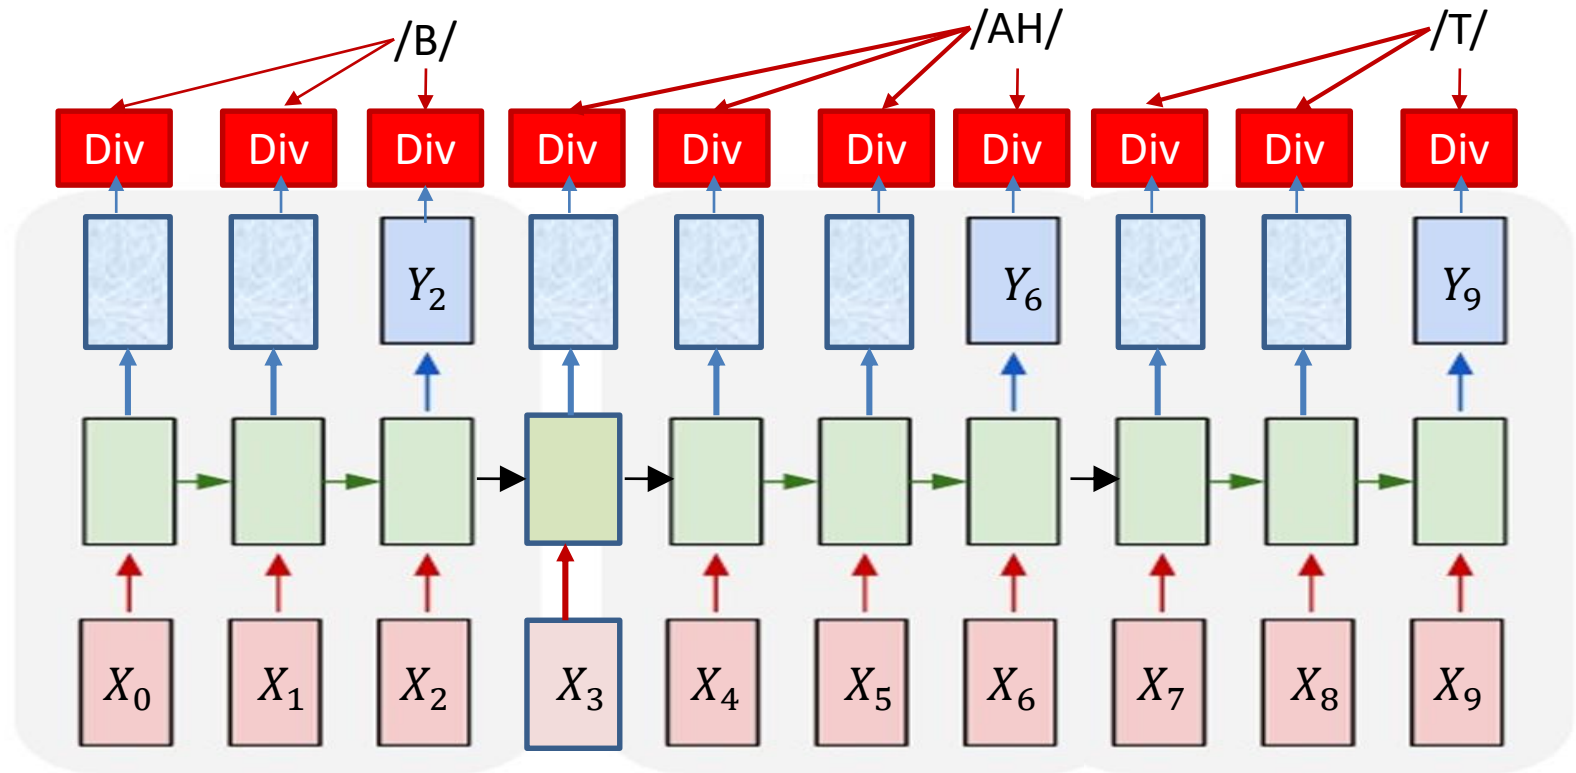 /B/ /AH/ /T/
Div Div Div Div Div Div Div Div Div Div
Y₂ Y₆ Y₉
X₀ X₁ X₂ X₃ X₄ X₅ X₆ X₇ X₈ X₉